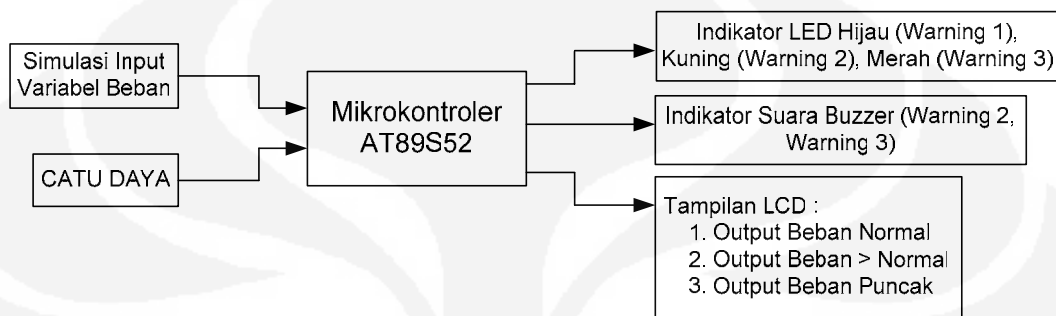 Simulasi Input
Variabel Beban
CATU DAYA
Mikrokontroler
AT89S52
Indikator LED Hijau (Warning 1),
Kuning (Warning 2), Merah (Warning 3)
Indikator Suara Buzzer (Warning 2,
Warning 3)
Tampilan LCD :
1. Output Beban Normal
2. Output Beban > Normal
3. Output Beban Puncak